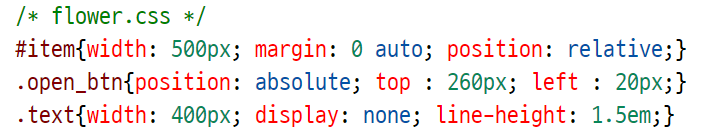 /* flower.css */
#item{width: 500px; margin: 0 auto; position: relative;}
.open_btn{position: absolute; top : 260px; left : 20px;}
.text{width: 400px; display: none; line-height: 1.5em;}